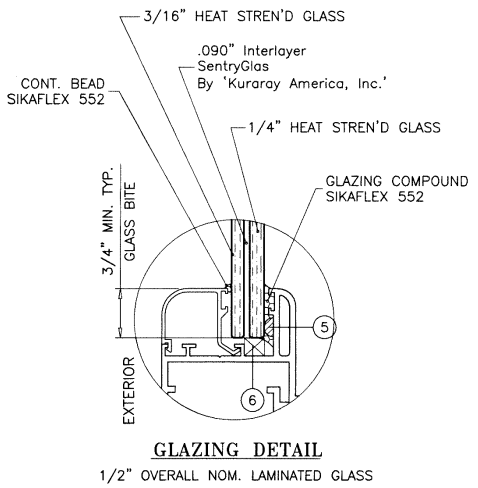 3/16" HEAT STREN'D GLASS
.090" Interlayer
SentryGlas
By 'Kuraray America, Inc.'
CONT. BEAD
SIKAFLEX 552
1/4" HEAT STREN'D GLASS
GLAZING COMPOUND
SIKAFLEX 552
3/4" MIN. TYP.
GLASS BITE
5
EXTERIOR
6
GLAZING DETAIL
1/2" OVERALL NOM. LAMINATED GLASS